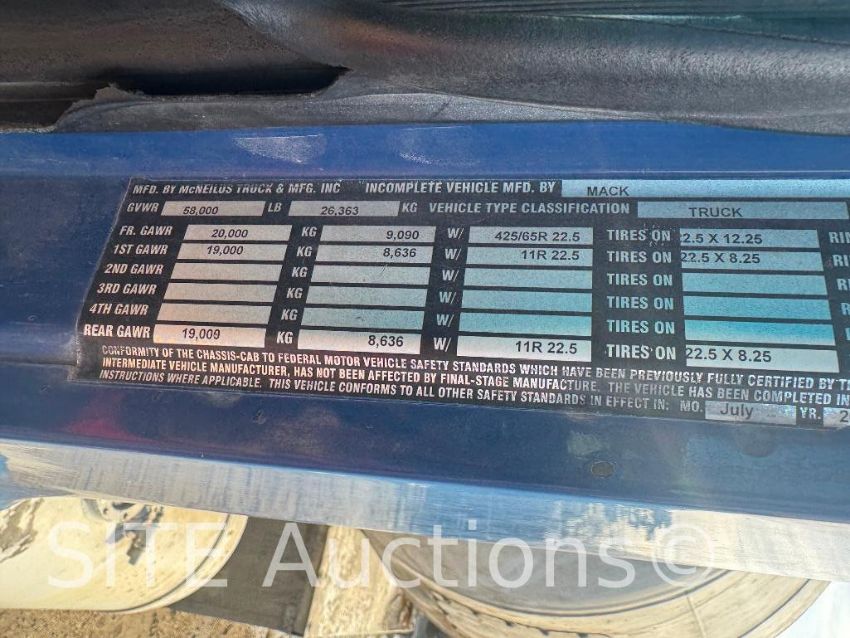 MFD. BY McNEILUS TRUCK & MFG. INC INCOMPLETE VEHICLE MFD. BY MACK
GVWR 58,000 LB 26,363 KG VEHICLE TYPE CLASSIFICATION TRUCK
FR. GAWR 20,000 KG 9,090 W/ 425/65R 22.5 TIRES ON 22.5 X 12.25
1ST GAWR 19,000 KG 8,636 W/ 11R 22.5 TIRES ON 22.5 X 8.25
2ND GAWR KG W/ TIRES ON
3RD GAWR KG W/ TIRES ON
4TH GAWR KG W/ TIRES ON
REAR GAWR 19,009 KG 8,636 W/ 11R 22.5 TIRES ON 22.5 X 8.25
CONFORMITY OF THE CHASSIS-CAB TO FEDERAL MOTOR VEHICLE SAFETY STANDARDS WHICH HAVE BEEN PREVIOUSLY FULLY CERTIFIED BY
INTERMEDIATE VEHICLE MANUFACTURER, HAS NOT BEEN AFFECTED BY FINAL-STAGE MANUFACTURE. THE VEHICLE HAS BEEN COMPLETED IN
INSTRUCTIONS WHERE APPLICABLE. THIS VEHICLE CONFORMS TO ALL OTHER SAFETY STANDARDS IN EFFECT IN: MO. July YR. 2
SITE Auctions©